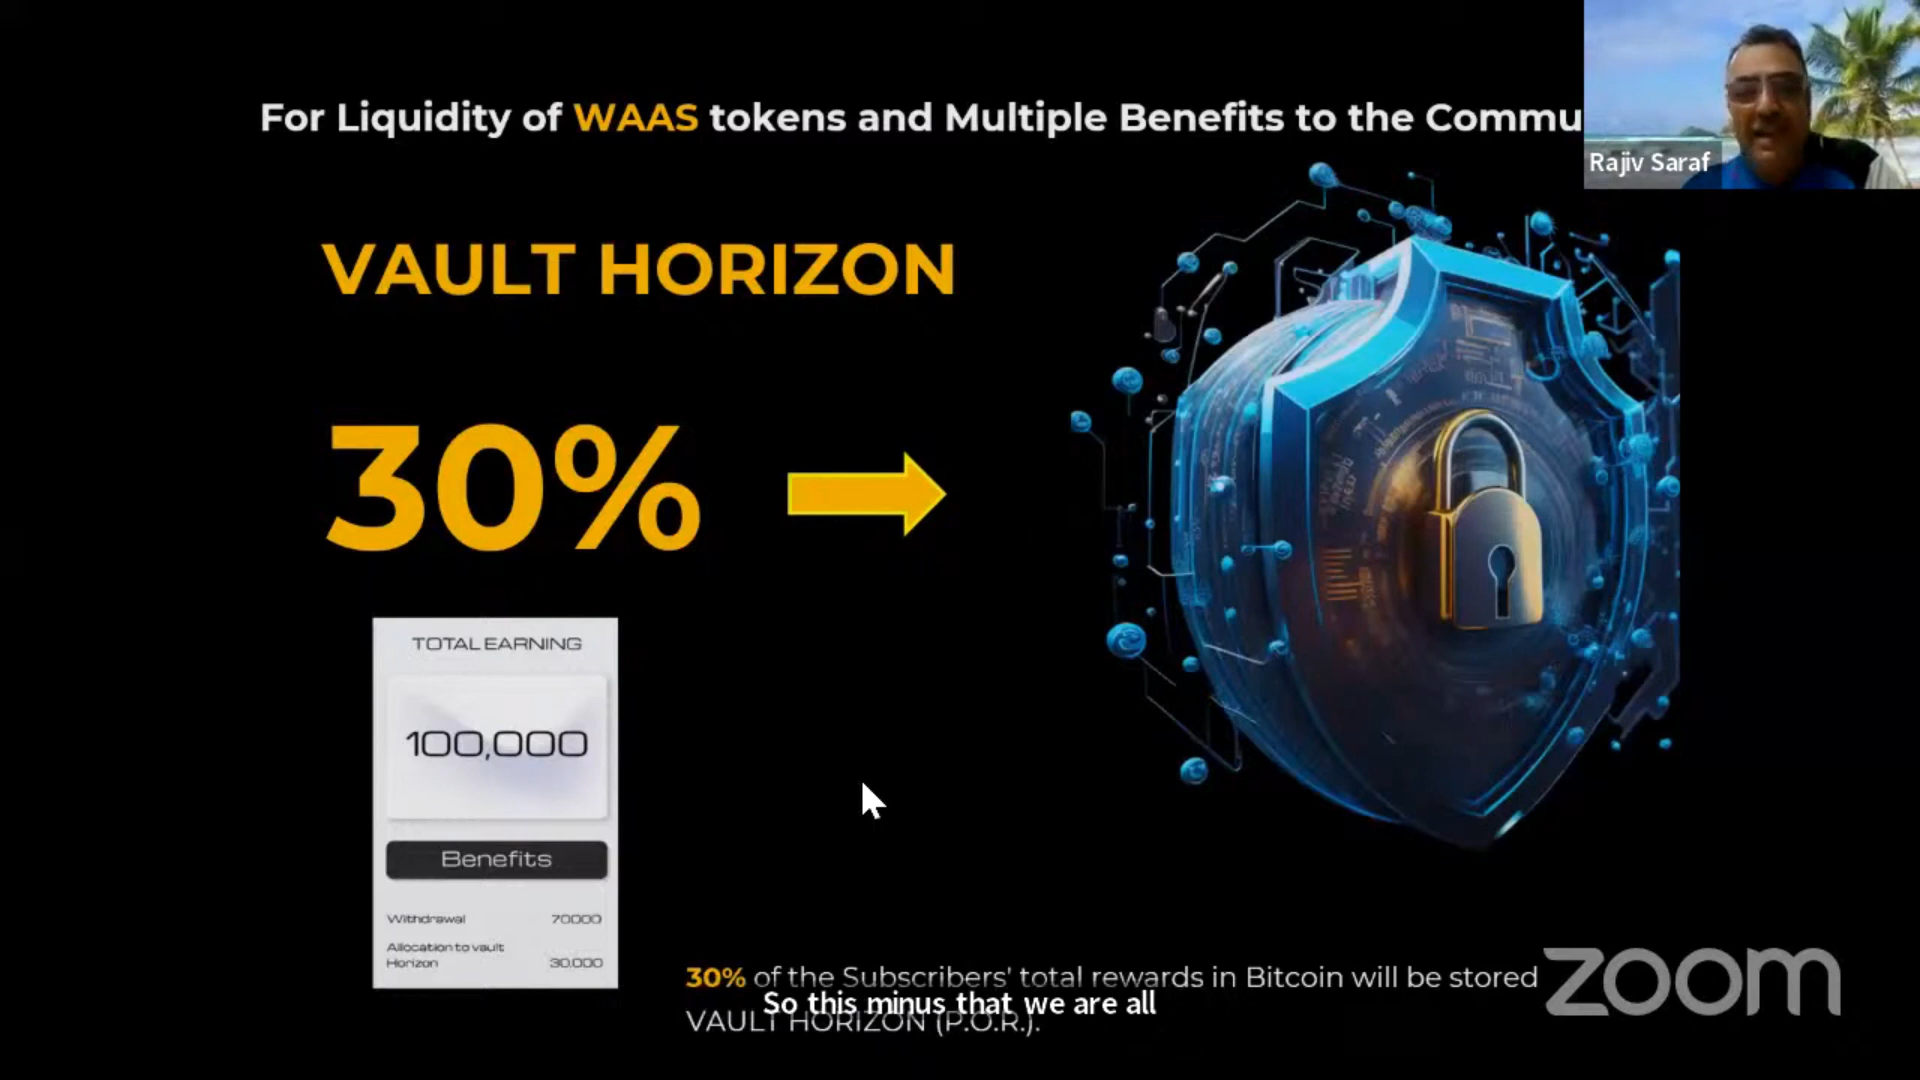 For Liquidity of WAAS tokens and Multiple Benefits to the Commu
Rajiv Saraf
VAULT HORIZON
30%
TOTAL EARNING
100,000
Benefits
Withdrawal 70000
Allocation to vault
Horizon 30.000
30% of the Subscribers' total rewards in Bitcoin will be stored
So this minus that we are all
VAULT HORIZON (P.O.R.).
zoom